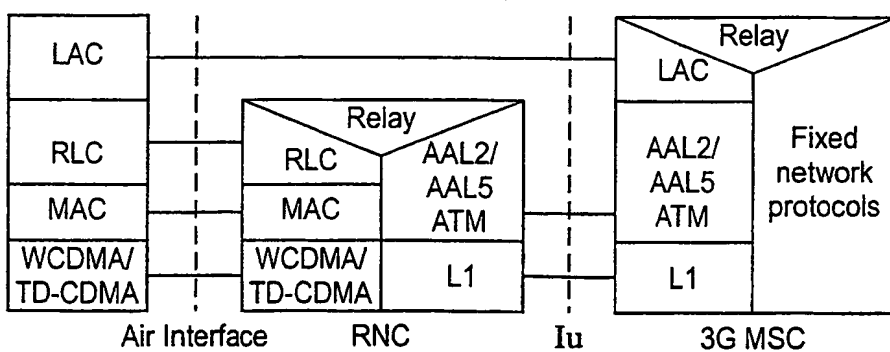 LAC
RLC
MAC
WCDMA/
TD-CDMA
Air Interface
Relay
RLC
MAC
WCDMA/
TD-CDMA
AAL2/
AAL5
ATM
L1
RNC
Iu
Relay
LAC
AAL2/
AAL5
ATM
L1
Fixed
network
protocols
3G MSC